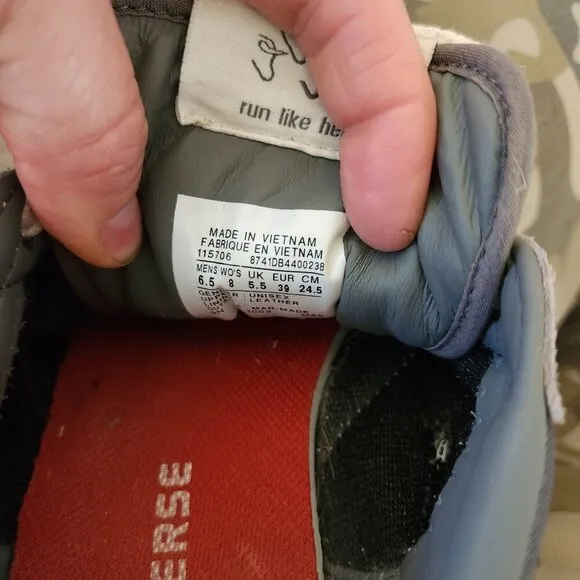 run like
MADE IN VIETNAM
FABRIQUE EN VIETNAM
115706 8741DB4400238
MENS WO'S UK EUR CM
6.5 8 5.5 39 24.5
: UNISEX
: LEATHER
MAN-MADE
ERSE